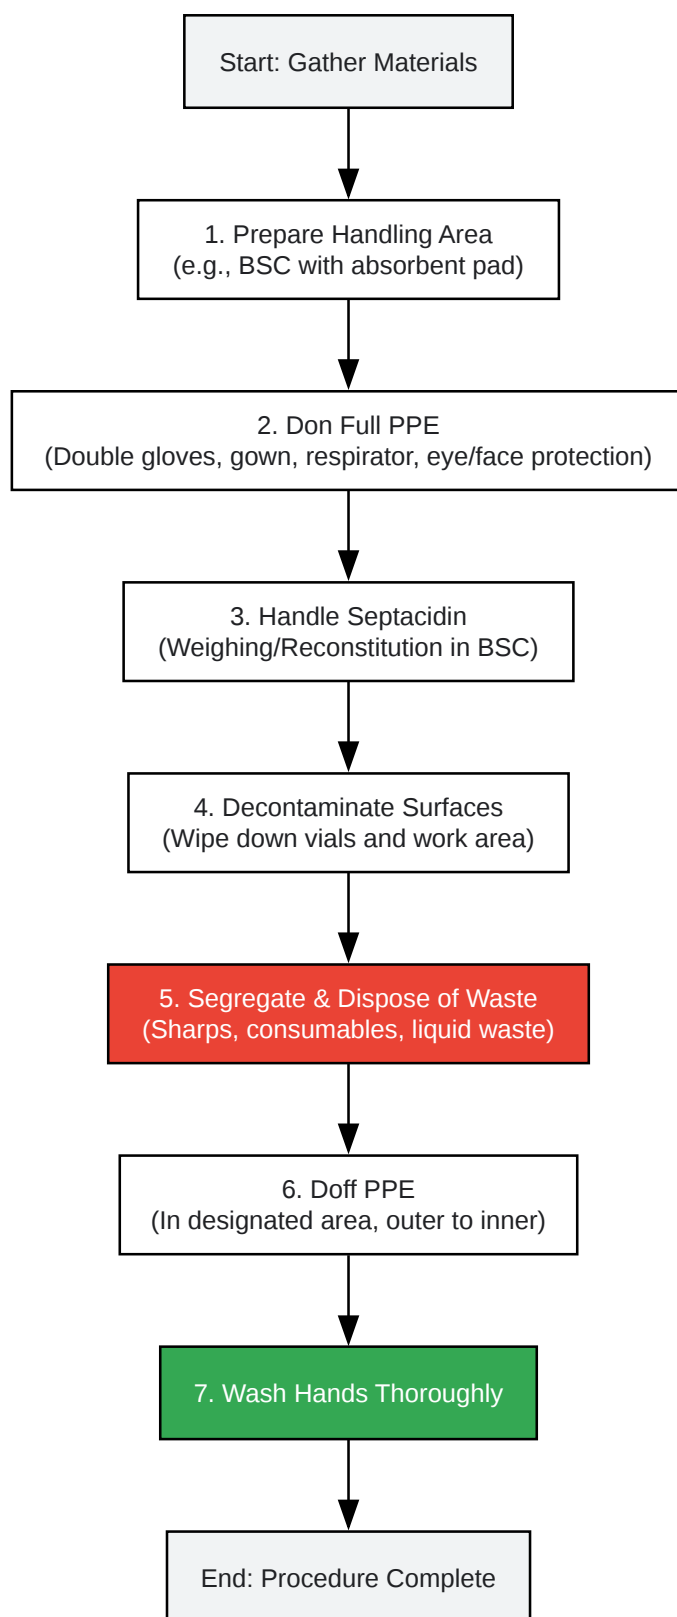 Start: Gather Materials
1. Prepare Handling Area
(e.g., BSC with absorbent pad)
2. Don Full PPE
(Double gloves, gown, respirator, eye/face protection)
3. Handle Septacidin
(Weighing/Reconstitution in BSC)
4. Decontaminate Surfaces
(Wipe down vials and work area)
5. Segregate & Dispose of Waste
(Sharps, consumables, liquid waste)
6. Doff PPE
(In designated area, outer to inner)
7. Wash Hands Thoroughly
End: Procedure Complete